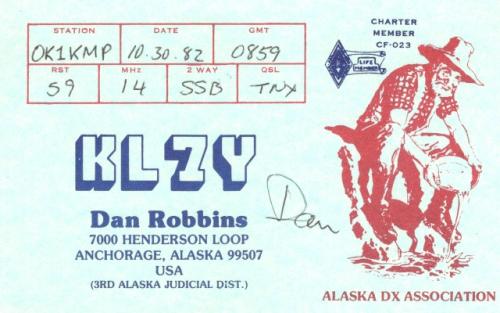 STATION DATE GMT
OK1KMP 10.30.82 0859
RST MHz 2 WAY QSL
59 14 SSB TNX
CHARTER
MEMBER
CF-023
LIFE
MEMBER
KL7Y
Dan Robbins
Dan
7000 HENDERSON LOOP
ANCHORAGE, ALASKA 99507
USA
(3RD ALASKA JUDICIAL DIST.)
ALASKA DX ASSOCIATION